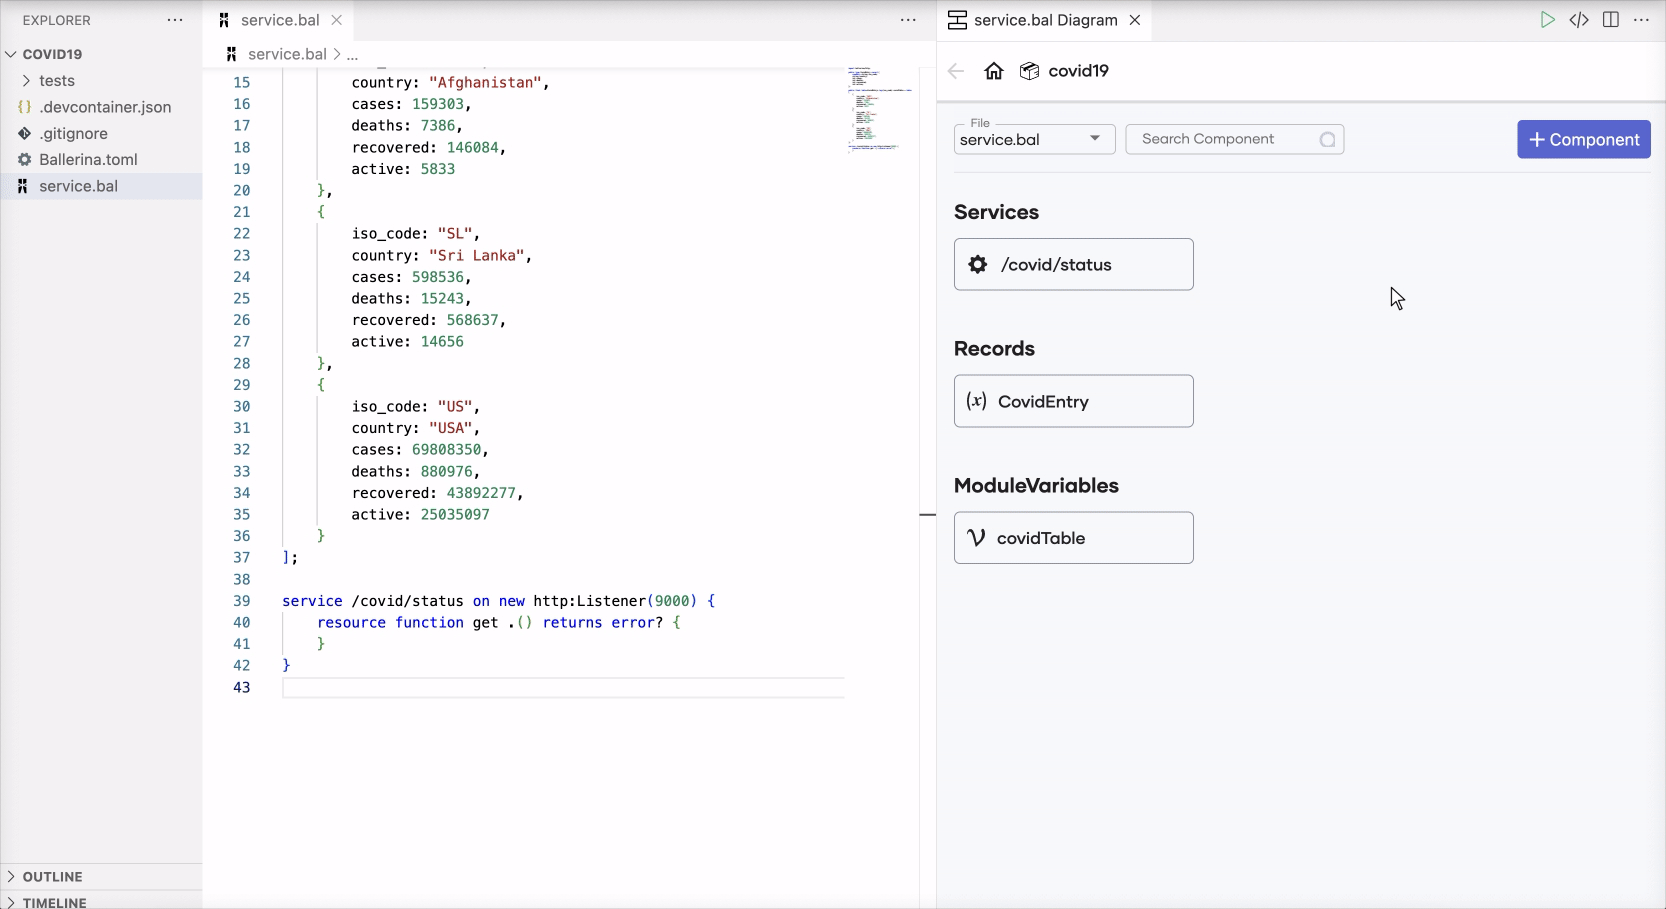 EXPLORER
COVID19
tests
.devcontainer.json
.gitignore
Ballerina.toml
service.bal
OUTLINE
TIMELINE
service.bal
service.bal > ...
15 country: "Afghanistan",
16 cases: 159303,
17 deaths: 7386,
18 recovered: 146084,
19 active: 5833
20 },
21 {
22 iso_code: "SL",
23 country: "Sri Lanka",
24 cases: 598536,
25 deaths: 15243,
26 recovered: 568637,
27 active: 14656
28 },
29 {
30 iso_code: "US",
31 country: "USA",
32 cases: 69808350,
33 deaths: 880976,
34 recovered: 43892277,
35 active: 25035097
36 }
37 ];
38
39 service /covid/status on new http:Listener(9000) {
40 resource function get .() returns error? {
41 }
42 }
43
service.bal Diagram
covid19
File
service.bal
Search Component
+ Component
Services
/covid/status
Records
(x) CovidEntry
ModuleVariables
covidTable